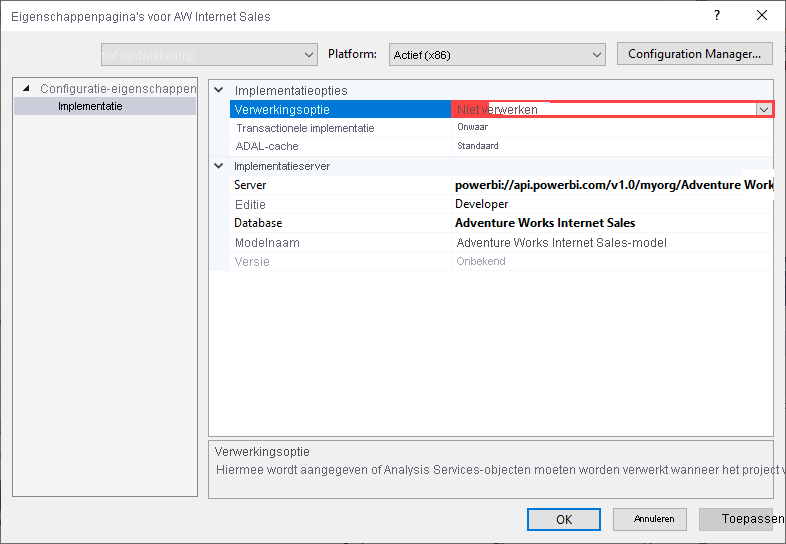 Eigenschappenpagina's voor AW Internet Sales
?
(ontwikkeling) Platform: Actief (x86) Configuration Manager...
Configuratie-eigenschappen
Implementatie
Implementatieopties
Verwerkingsoptie Niet verwerken
Transactionele implementatie Onwaar
ADAL-cache Standaard
Implementatieserver
Server powerbi://api.powerbi.com/v1.0/myorg/Adventure Work
Editie Developer
Database Adventure Works Internet Sales
Modelnaam Adventure Works Internet Sales-model
Versie Onbekend
Verwerkingsoptie
Hiermee wordt aangegeven of Analysis Services-objecten moeten worden verwerkt wanneer het project v
OK Annuleren Toepassen